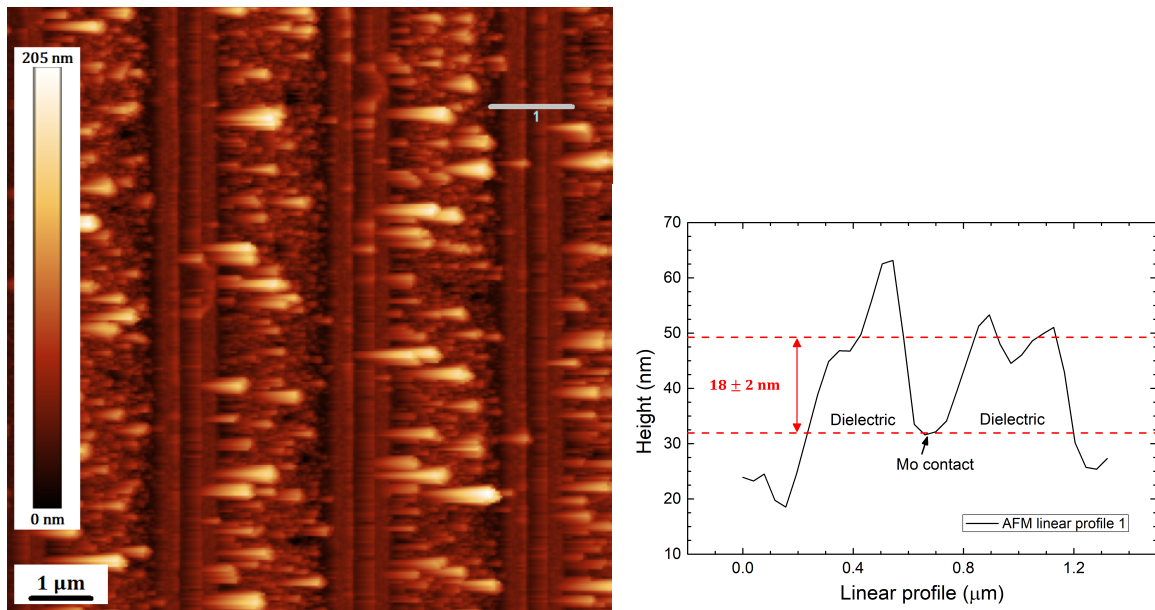 205 nm
0 nm
1 μm
1
70
60
50
40
30
20
10
Height (nm)
18 ± 2 nm
Dielectric
Dielectric
Mo contact
AFM linear profile 1
0.0
0.4
0.8
1.2
Linear profile (μm)